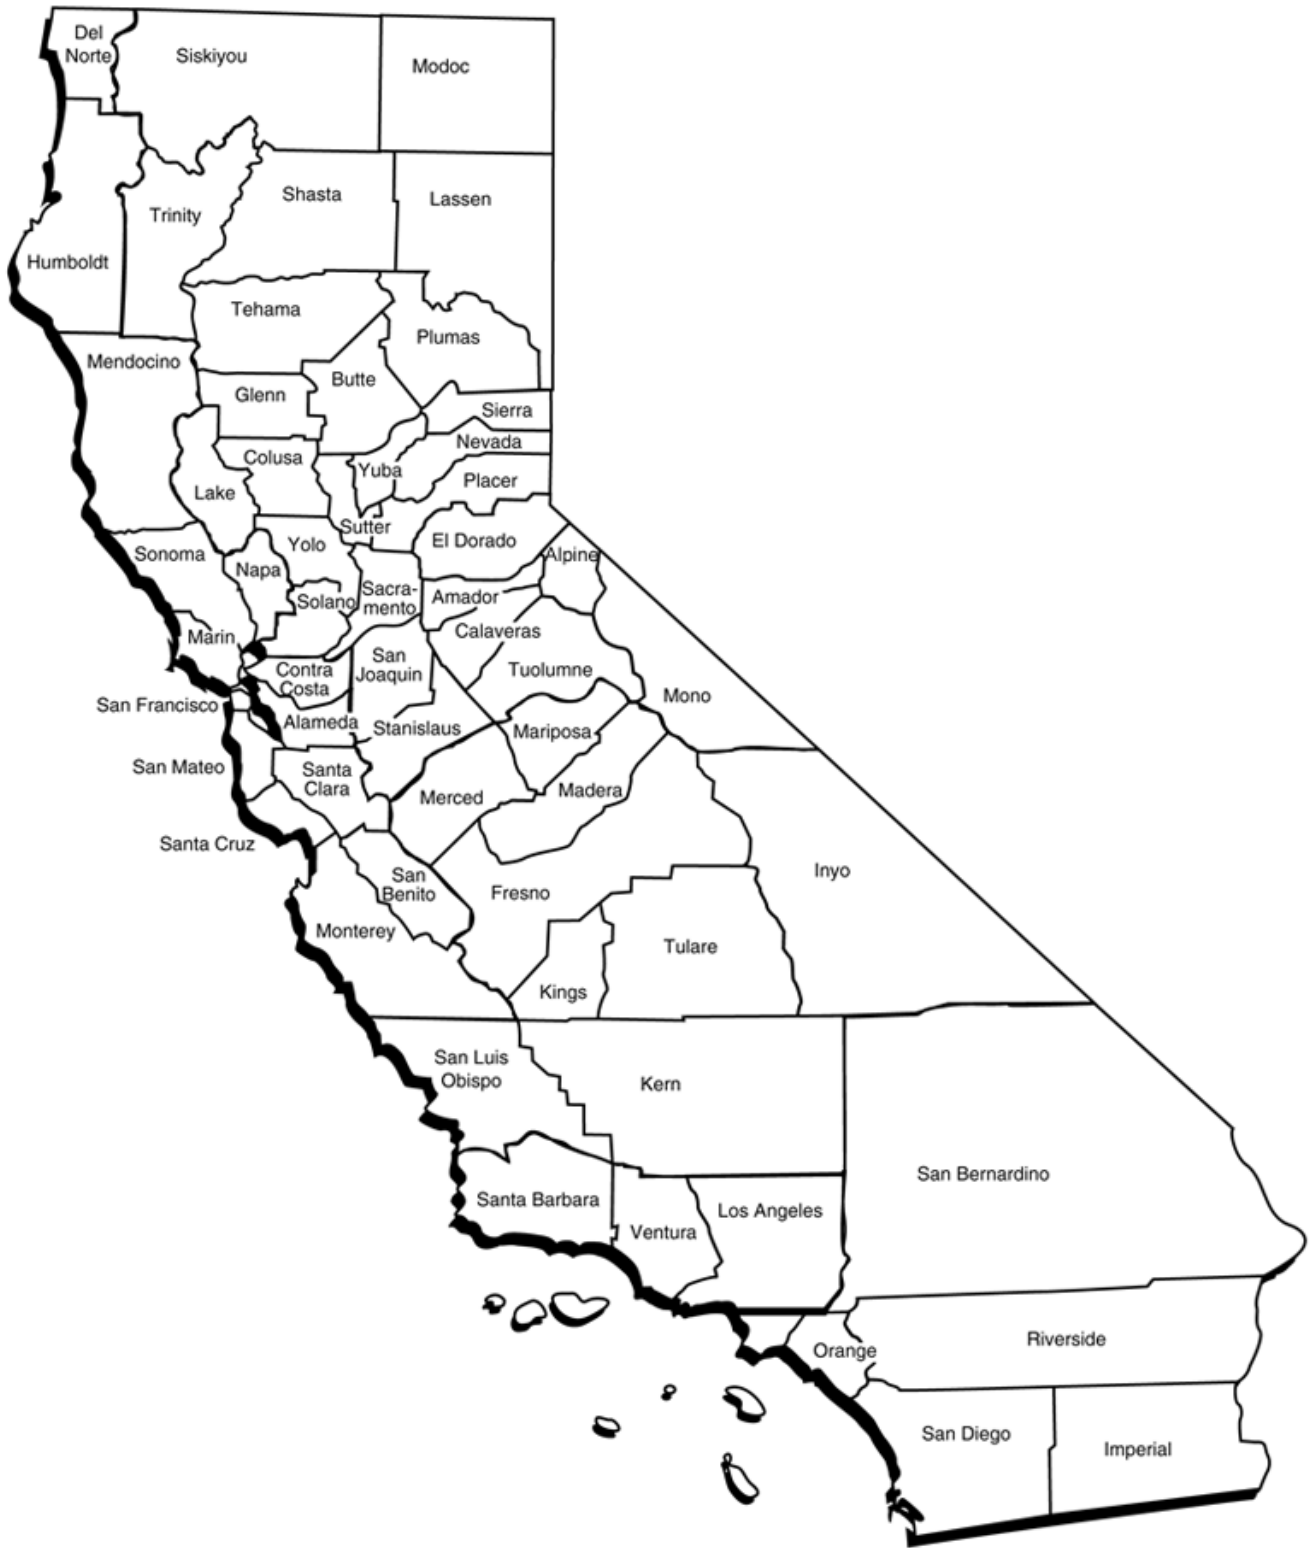 Del
Norte
Siskiyou
Modoc
Shasta
Lassen
Trinity
Humboldt
Tehama
Plumas
Mendocino
Butte
Glenn
Sierra
Nevada
Colusa
Yuba
Placer
Lake
Sutter
El Dorado
Yolo
Sonoma
Alpine
Napa
Sacra-
mento
Amador
Solano
Calaveras
Marin
San
Joaquin
Contra
Costa
Tuolumne
Mono
San Francisco
Alameda
Stanislaus
Mariposa
San Mateo
Santa
Clara
Merced
Madera
Santa Cruz
Inyo
San
Benito
Fresno
Monterey
Tulare
Kings
San Luis
Obispo
Kern
San Bernardino
Santa Barbara
Los Angeles
Ventura
Riverside
Orange
San Diego
Imperial